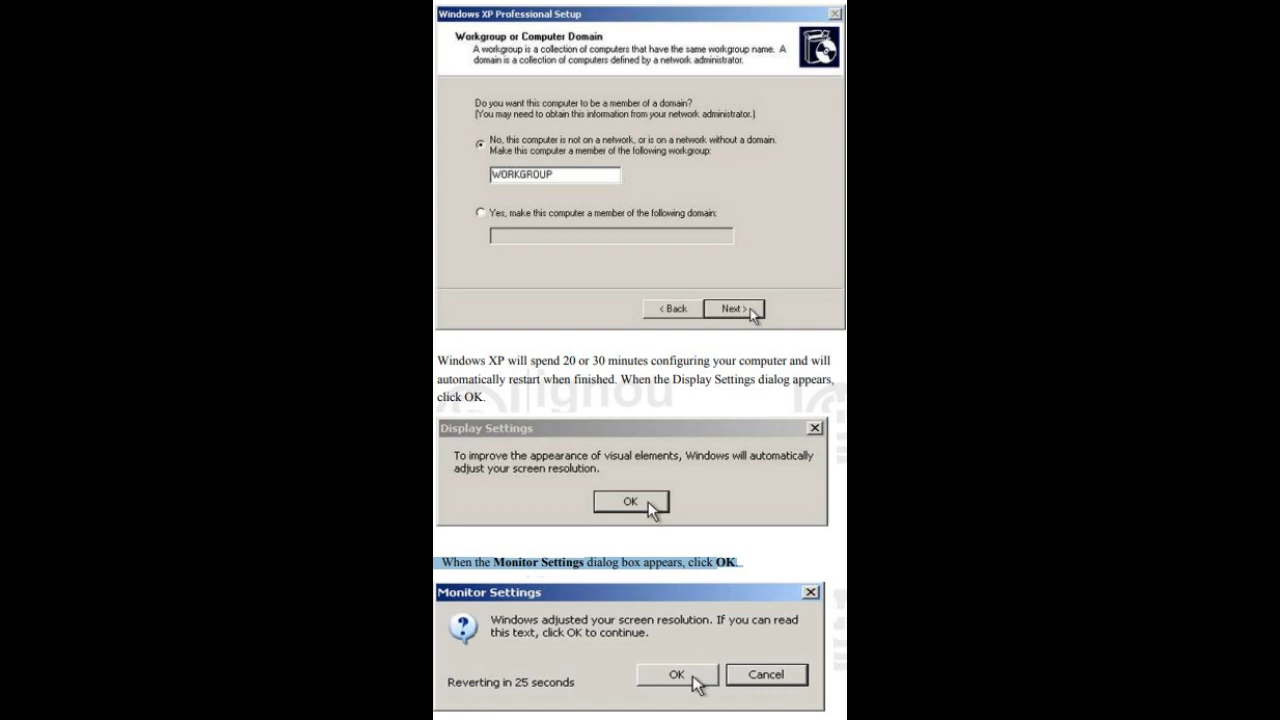 Windows XP Professional Setup
Workgroup or Computer Domain
A workgroup is a collection of computers that have the same workgroup name. A
domain is a collection of computers defined by a network administrator.
Do you want this computer to be a member of a domain?
(You may need to obtain this information from your network administrator.)
No, this computer is not on a network, or is on a network without a domain.
Make this computer a member of the following workgroup:
WORKGROUP
Yes, make this computer a member of the following domain:
< Back
Next >
Windows XP will spend 20 or 30 minutes configuring your computer and will
automatically restart when finished. When the Display Settings dialog appears,
click OK.
ignou
Display Settings
To improve the appearance of visual elements, Windows will automatically
adjust your screen resolution.
OK
When the Monitor Settings dialog box appears, click OK.
Monitor Settings
Windows adjusted your screen resolution. If you can read
this text, click OK to continue.
Reverting in 25 seconds
OK
Cancel